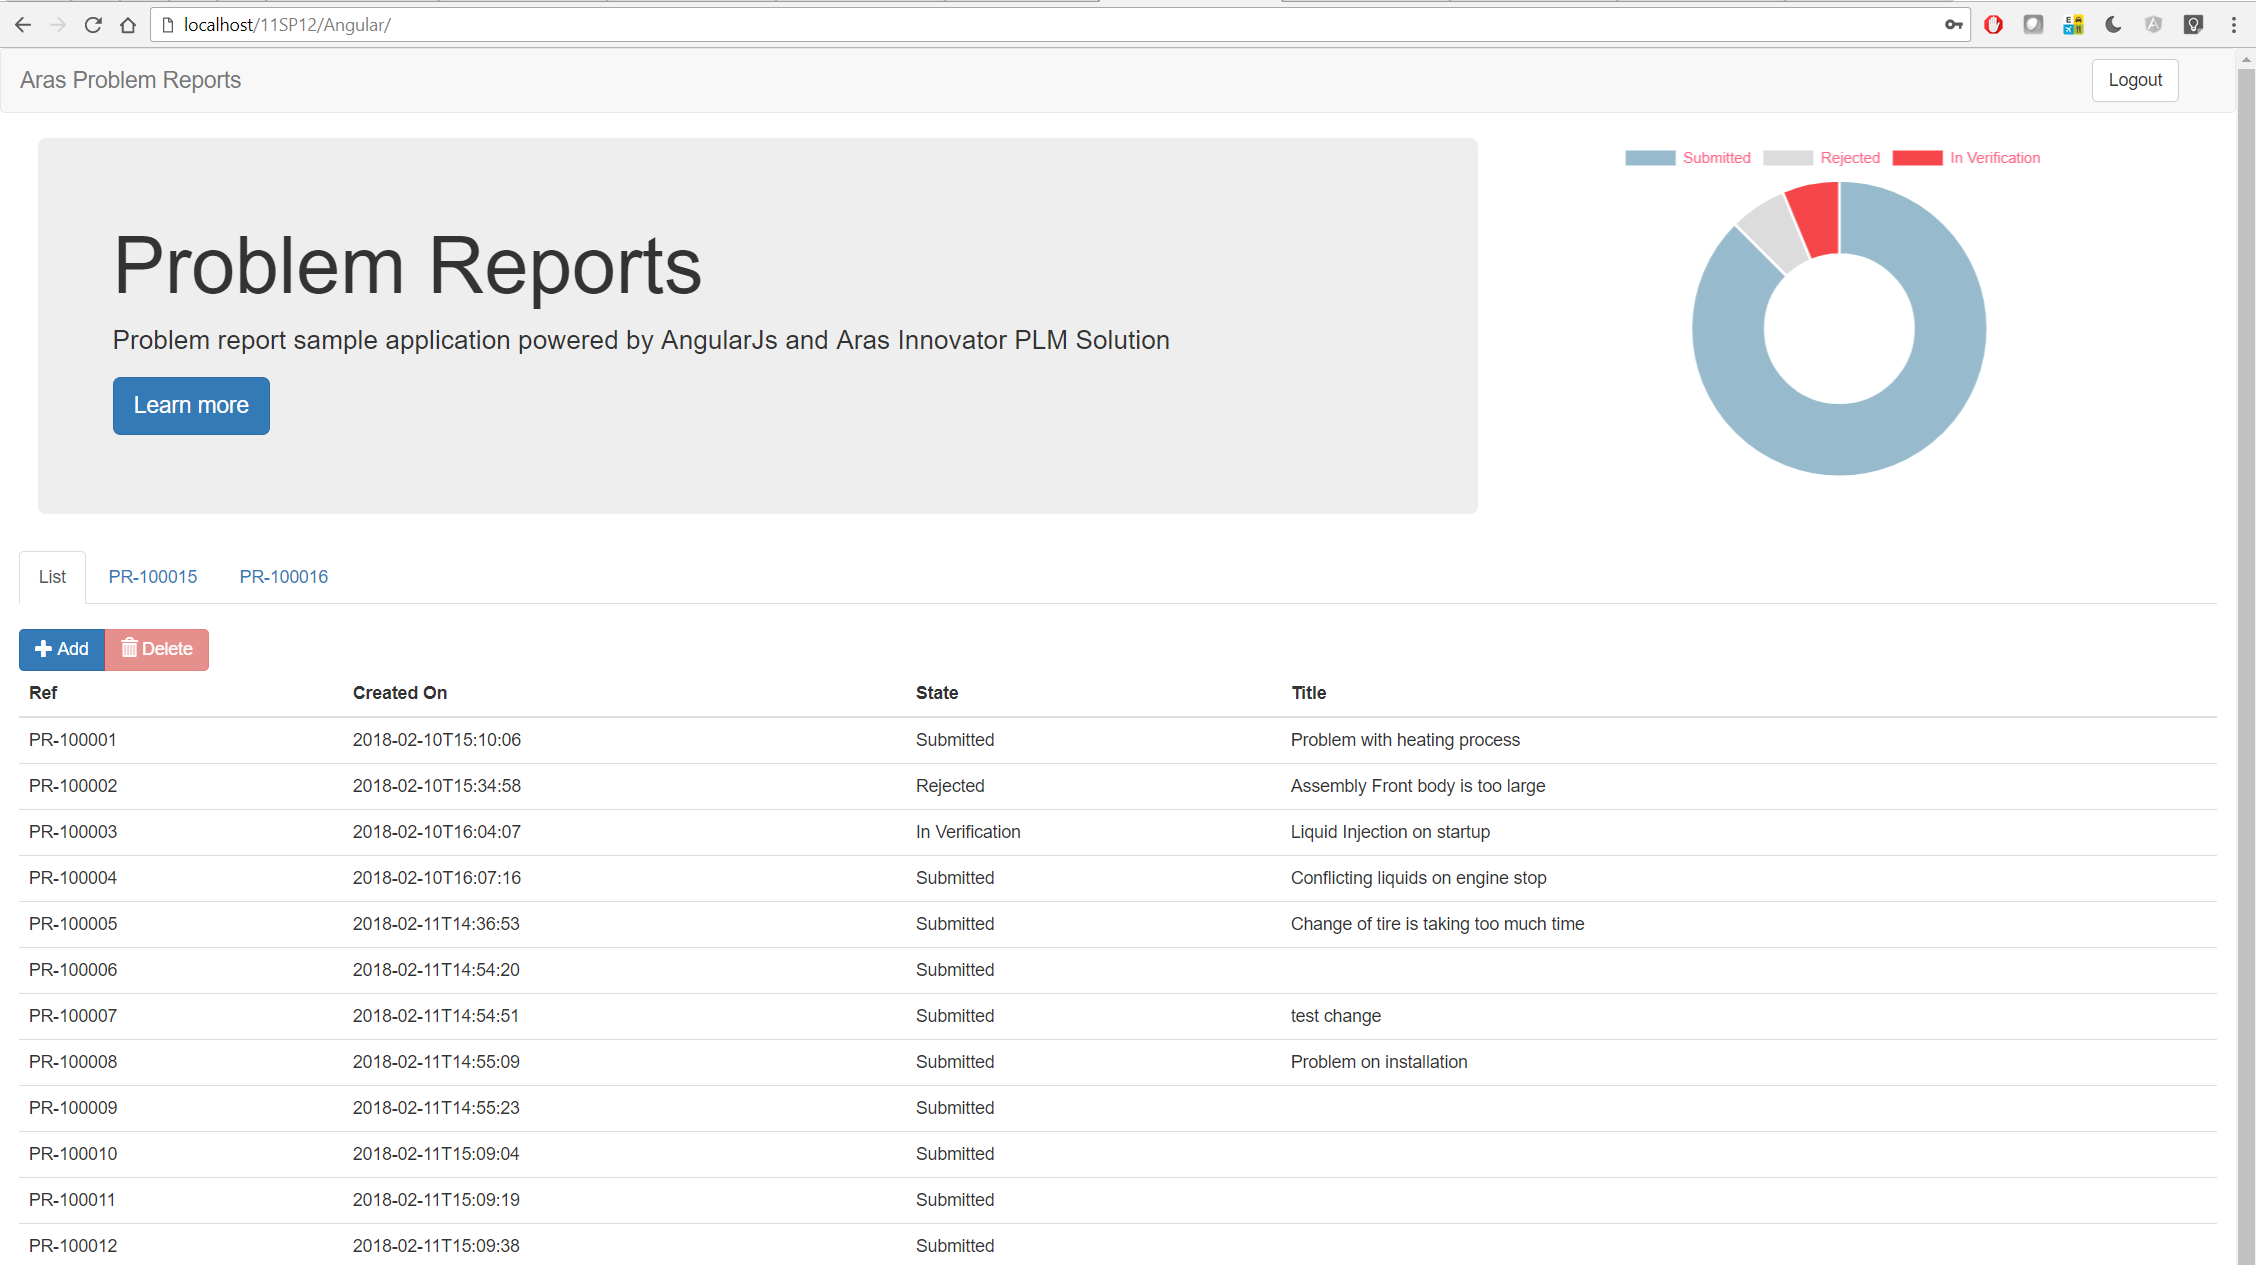 localhost/11SP12/Angular/
Aras Problem Reports
Logout
Problem Reports
Problem report sample application powered by AngularJs and Aras Innovator PLM Solution
Learn more
Submitted Rejected In Verification
List PR-100015 PR-100016
Add Delete
Ref Created On State Title
PR-100001 2018-02-10T15:10:06 Submitted Problem with heating process
PR-100002 2018-02-10T15:34:58 Rejected Assembly Front body is too large
PR-100003 2018-02-10T16:04:07 In Verification Liquid Injection on startup
PR-100004 2018-02-10T16:07:16 Submitted Conflicting liquids on engine stop
PR-100005 2018-02-11T14:36:53 Submitted Change of tire is taking too much time
PR-100006 2018-02-11T14:54:20 Submitted
PR-100007 2018-02-11T14:54:51 Submitted test change
PR-100008 2018-02-11T14:55:09 Submitted Problem on installation
PR-100009 2018-02-11T14:55:23 Submitted
PR-100010 2018-02-11T15:09:04 Submitted
PR-100011 2018-02-11T15:09:19 Submitted
PR-100012 2018-02-11T15:09:38 Submitted